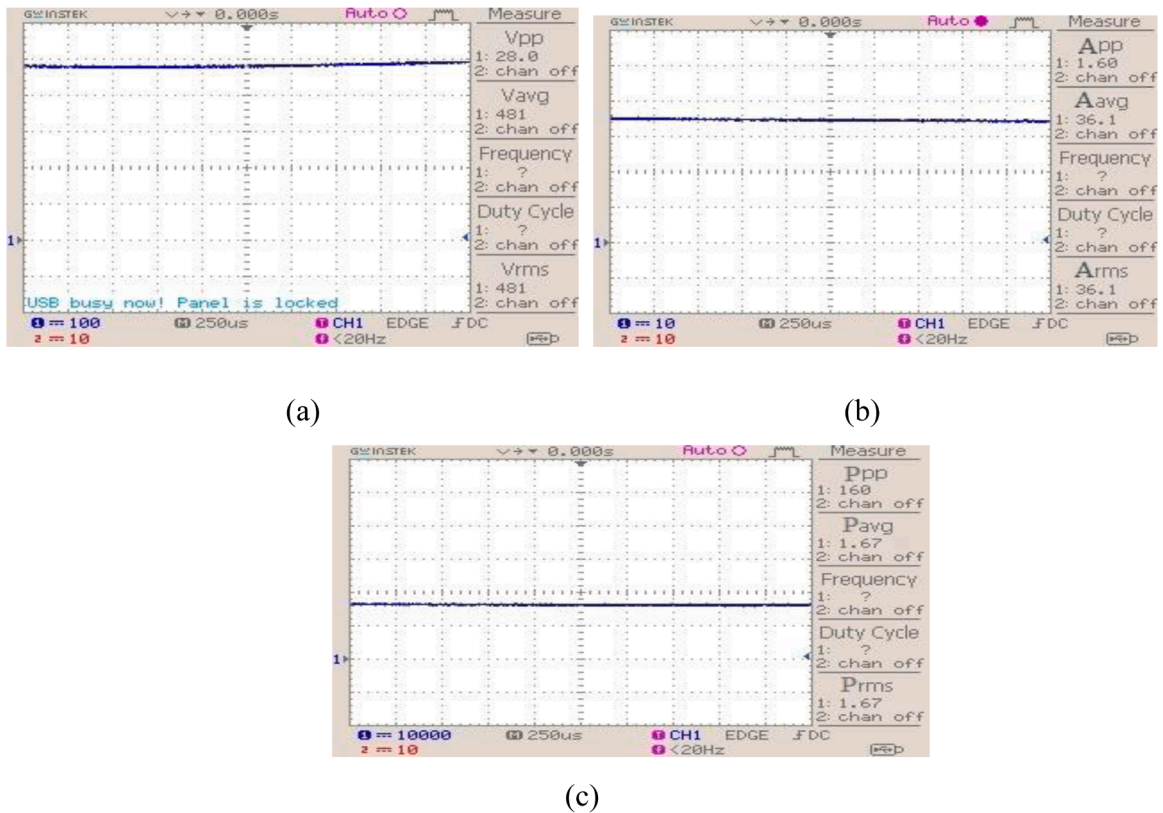 GWINSTEK 0.000s Auto Measure
Vpp
1: 28.0
2: chan off
Vavg
1: 481
2: chan off
Frequency
1: ?
2: chan off
Duty Cycle
1: ?
2: chan off
Vrms
1: 481
2: chan off
1
USB busy now! Panel is locked
1 100 M 250us T CH1 EDGE DC
2 10 f <20Hz
GWINSTEK 0.000s Auto Measure
App
1: 1.60
2: chan off
Aavg
1: 36.1
2: chan off
Frequency
1: ?
2: chan off
Duty Cycle
1: ?
2: chan off
Arms
1: 36.1
2: chan off
1
1 10 M 250us T CH1 EDGE DC
2 10 f <20Hz
(a)
(b)
GWINSTEK 0.000s Auto Measure
Ppp
1: 160
2: chan off
Pavg
1: 1.67
2: chan off
Frequency
1: ?
2: chan off
Duty Cycle
1: ?
2: chan off
Prms
1: 1.67
2: chan off
1
1 10000 M 250us T CH1 EDGE DC
2 10 f <20Hz
(c)